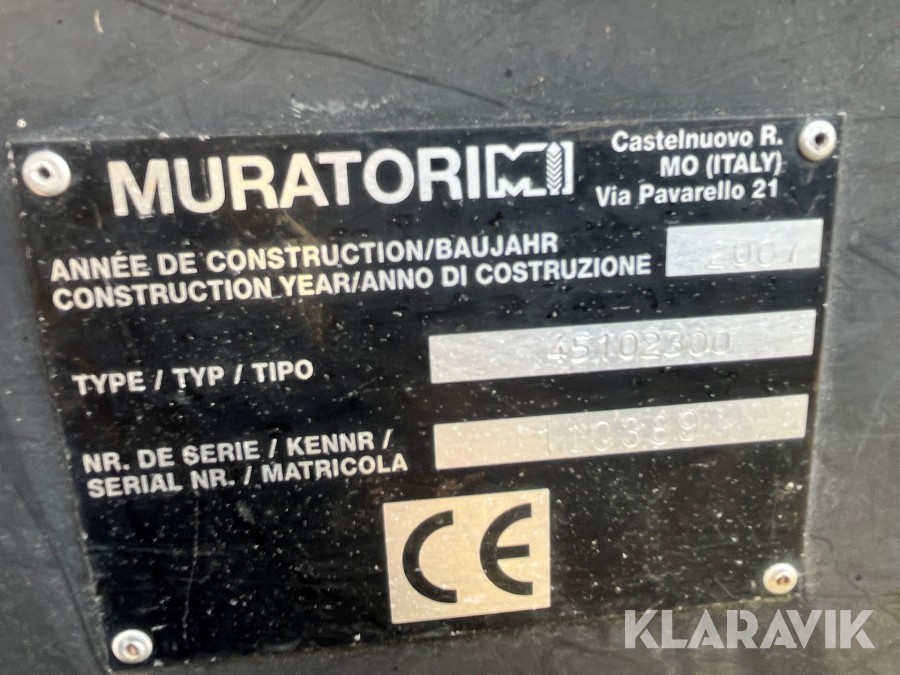 MURATORI
Castelnuovo R.
MO (ITALY)
Via Pavarello 21
ANNÉE DE CONSTRUCTION/BAUJAHR
CONSTRUCTION YEAR/ANNO DI COSTRUZIONE
2007
TYPE / TYP / TIPO
45102300
NR. DE SERIE / KENNR /
SERIAL NR. / MATRICOLA
CE
KLARAVIK